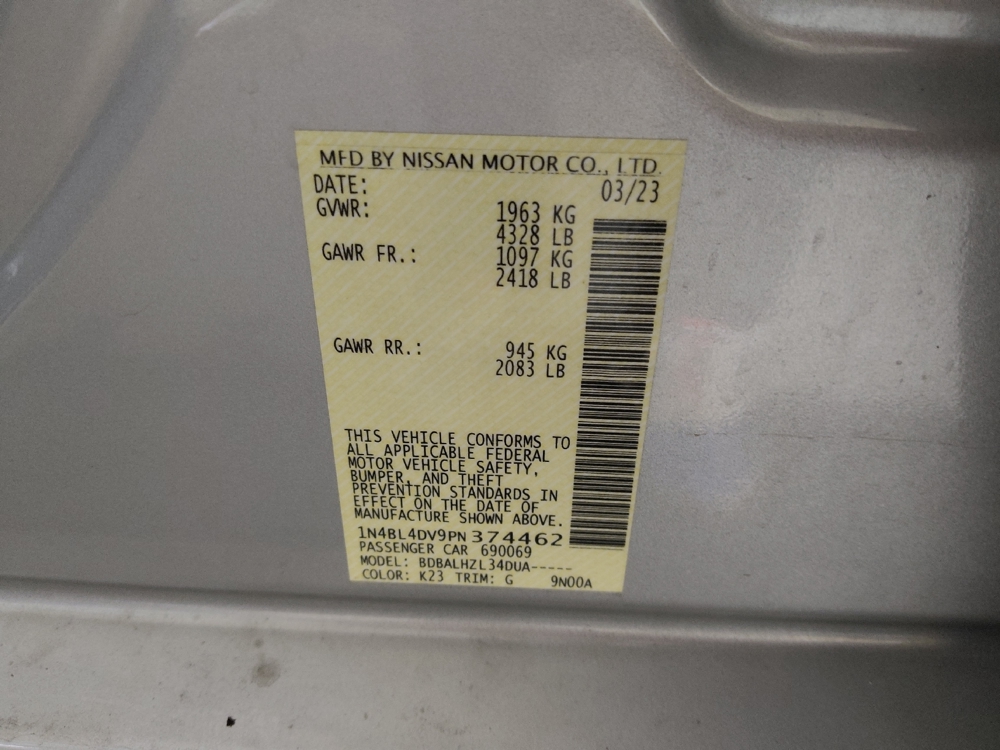 MFD BY NISSAN MOTOR CO., LTD.
DATE: 03/23
GVWR: 1963 KG
4328 LB
GAWR FR.: 1097 KG
2418 LB
GAWR RR.: 945 KG
2083 LB
THIS VEHICLE CONFORMS TO
ALL APPLICABLE FEDERAL
MOTOR VEHICLE SAFETY,
BUMPER, AND THEFT
PREVENTION STANDARDS IN
EFFECT ON THE DATE OF
MANUFACTURE SHOWN ABOVE.
1N4BL4DV9PN374462
PASSENGER CAR 690069
MODEL: BDBALHZL34DUA-----
COLOR: K23 TRIM: G 9N00A